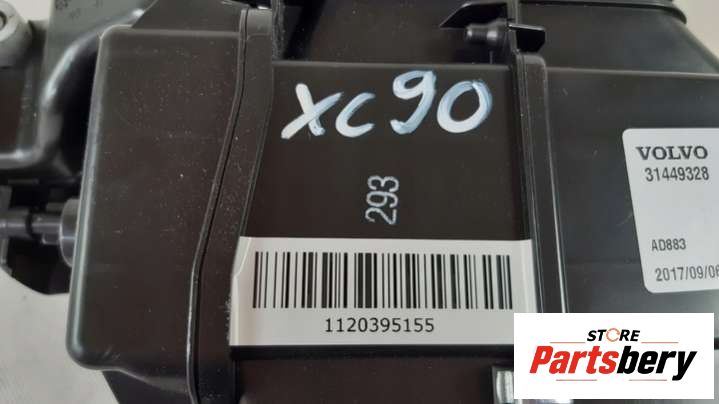 XC90
293
VOLVO
31449328
AD883
2017/09/06
1120395155
STORE
Partsbery